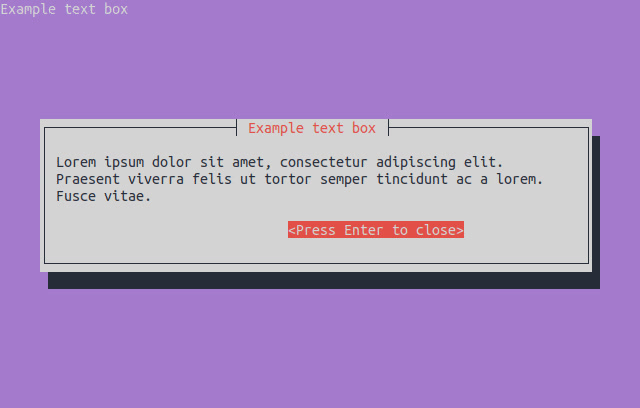 Example text box
Example text box
Lorem ipsum dolor sit amet, consectetur adipiscing elit.
Praesent viverra felis ut tortor semper tincidunt ac a lorem.
Fusce vitae.
<Press Enter to close>